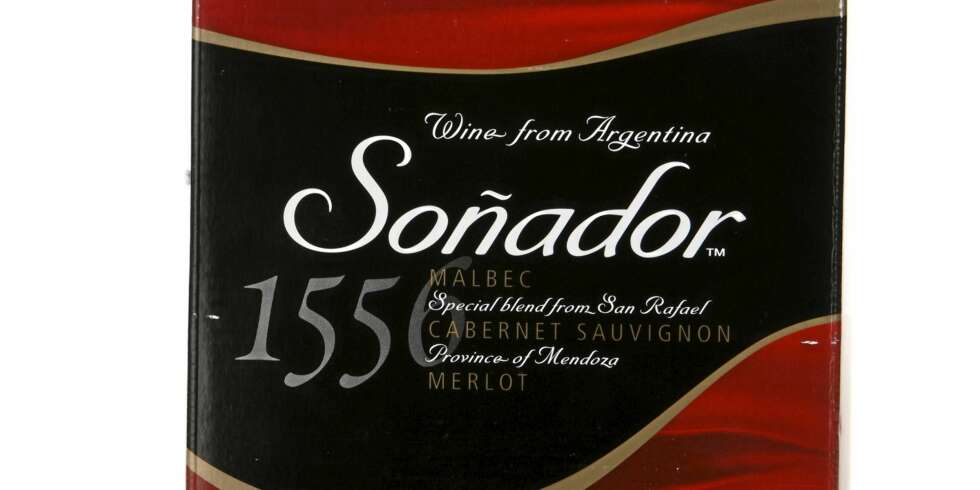 Wine from Argentina
Soñador™
1556
MALBEC
Special blend from San Rafael
CABERNET SAUVIGNON
Province of Mendoza
MERLOT